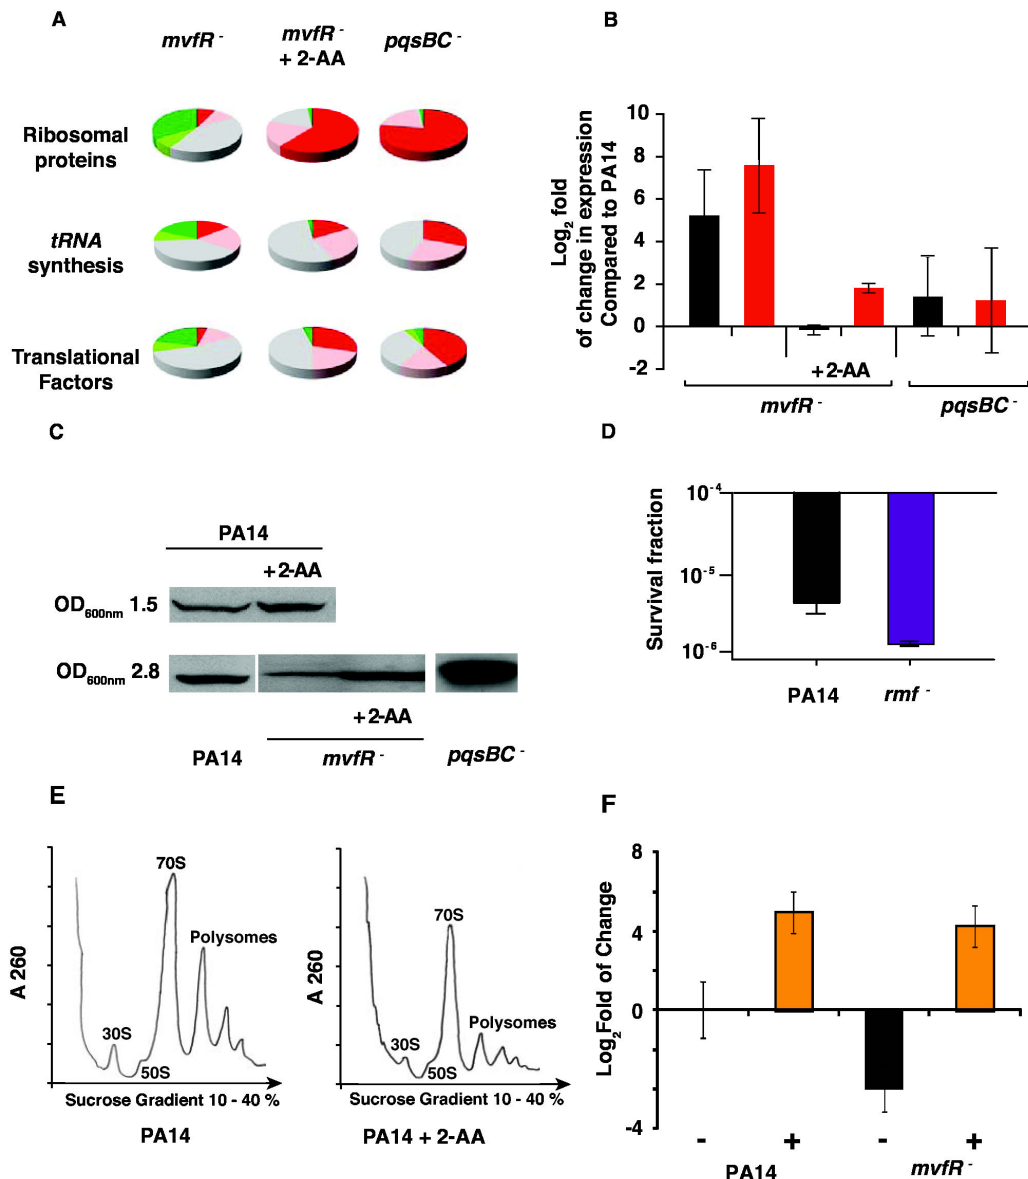 A
mvfR -
mvfR -
+ 2-AA
pqsBC -
Ribosomal
proteins
tRNA
synthesis
Translational
Factors
B
Log2 fold
of change in expression
Compared to PA14
10
8
6
4
2
0
-2
+2-AA
mvfR -
pqsBC -
C
PA14
+2-AA
OD600nm 1.5
OD600nm 2.8
+2-AA
PA14
mvfR -
pqsBC -
D
Survival fraction
10-4
10-5
10-6
PA14
rmf -
E
A 260
70S
Polysomes
30S
50S
Sucrose Gradient 10 - 40 %
PA14
A 260
70S
Polysomes
30S
50S
Sucrose Gradient 10 - 40 %
PA14 + 2-AA
F
Log2Fold of Change
8
4
0
-4
- + - +
PA14
mvfR -